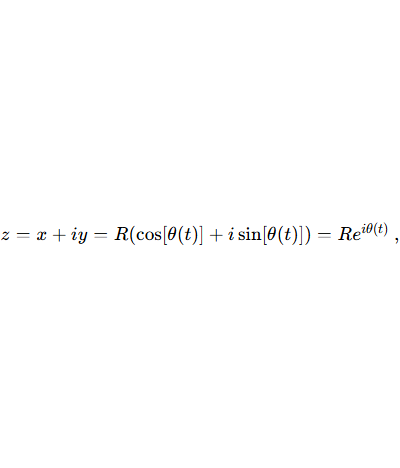 z = x + iy = R(cos[θ(t)] + i sin[θ(t)]) = Re^{iθ(t)} ,